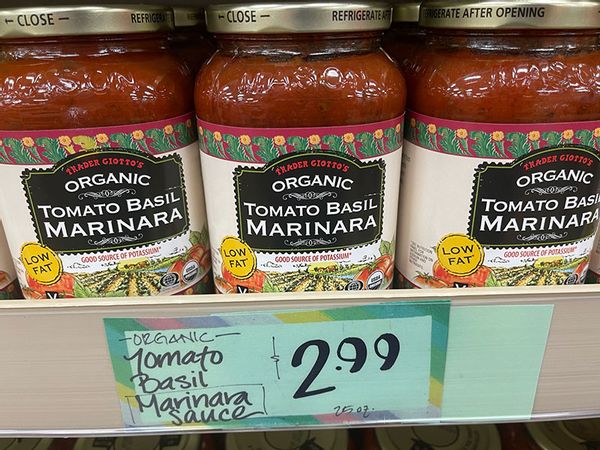 ← CLOSE —
REFRIGERATE
← CLOSE —
REFRIGERATE AFTER
REFRIGERATE AFTER OPENING
TRADER GIOTTO'S
ORGANIC
TOMATO BASIL
MARINARA
LOW
FAT
GOOD SOURCE OF POTASSIUM*
TRADER GIOTTO'S
ORGANIC
TOMATO BASIL
MARINARA
LOW
FAT
GOOD SOURCE OF POTASSIUM*
TRADER GIOTTO'S
ORGANIC
TOMATO BASIL
MARINARA
LOW
FAT
GOOD SOURCE OF POTASSIUM*
-ORGANIC-
Tomato
Basil
Marinara
Sauce
$2.99
25 oz.